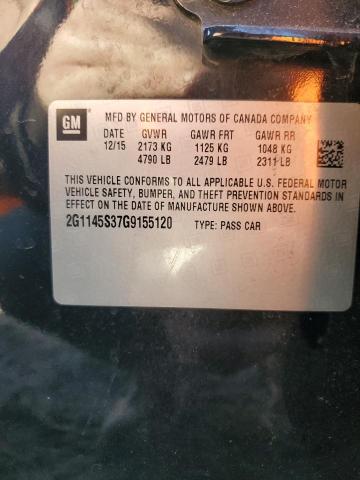 GM
MFD BY GENERAL MOTORS OF CANADA COMPANY
DATE GVWR GAWR FRT GAWR RR
12/15 2173 KG 1125 KG 1048 KG
4790 LB 2479 LB 2311 LB
THIS VEHICLE CONFORMS TO ALL APPLICABLE U.S. FEDERAL MOTOR
VEHICLE SAFETY, BUMPER, AND THEFT PREVENTION STANDARDS IN
EFFECT ON THE DATE OF MANUFACTURE SHOWN ABOVE.
2G1145S37G9155120 TYPE: PASS CAR